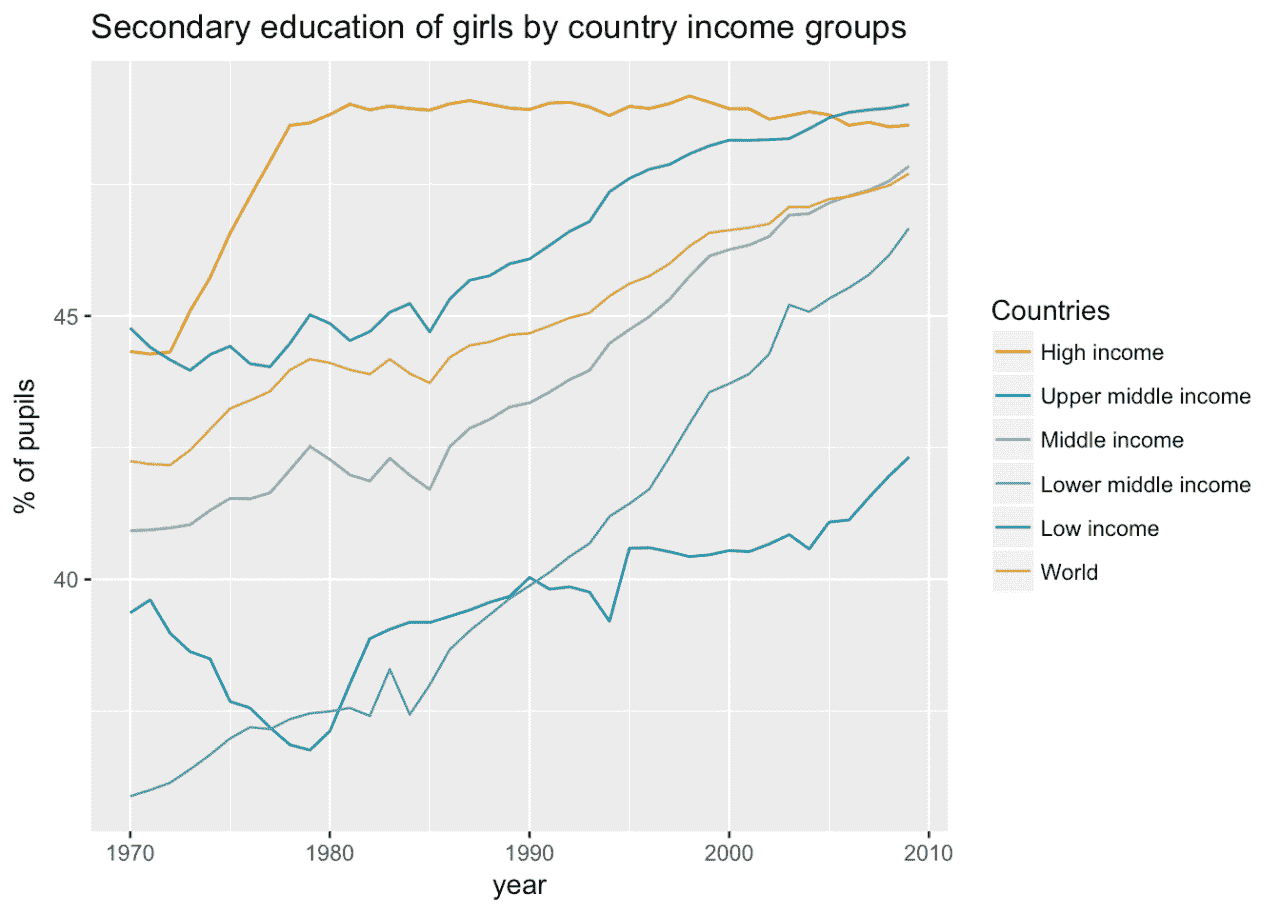 Secondary education of girls by country income groups
% of pupils
45
40
1970
1980
1990
2000
2010
year
Countries
High income
Upper middle income
Middle income
Lower middle income
Low income
World